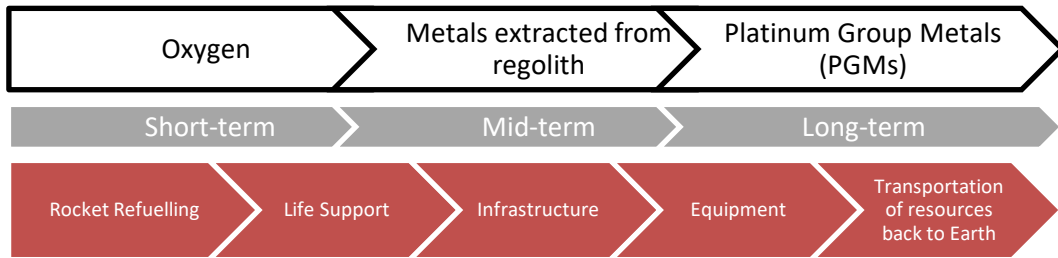 Oxygen
Metals extracted from
regolith
Platinum Group Metals
(PGMs)
Short-term
Mid-term
Long-term
Rocket Refuelling
Life Support
Infrastructure
Equipment
Transportation
of resources
back to Earth